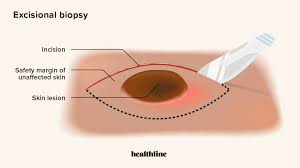 Excisional biopsy
Incision
Safety margin of
unaffected skin
Skin lesion
healthline